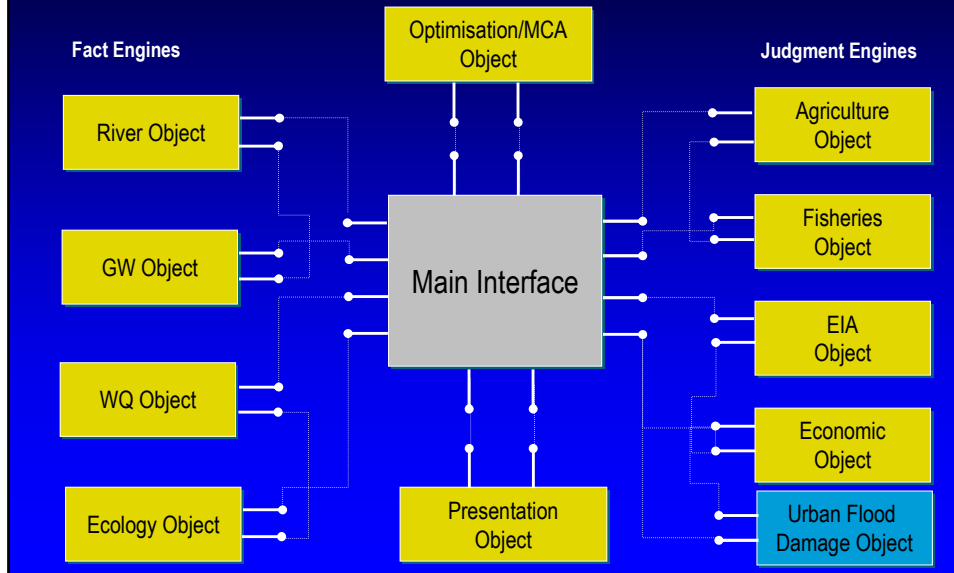 Fact Engines
Optimisation/MCA
Object
Judgment Engines
River Object
GW Object
WQ Object
Ecology Object
Main Interface
Presentation
Object
Agriculture
Object
Fisheries
Object
EIA
Object
Economic
Object
Urban Flood
Damage Object